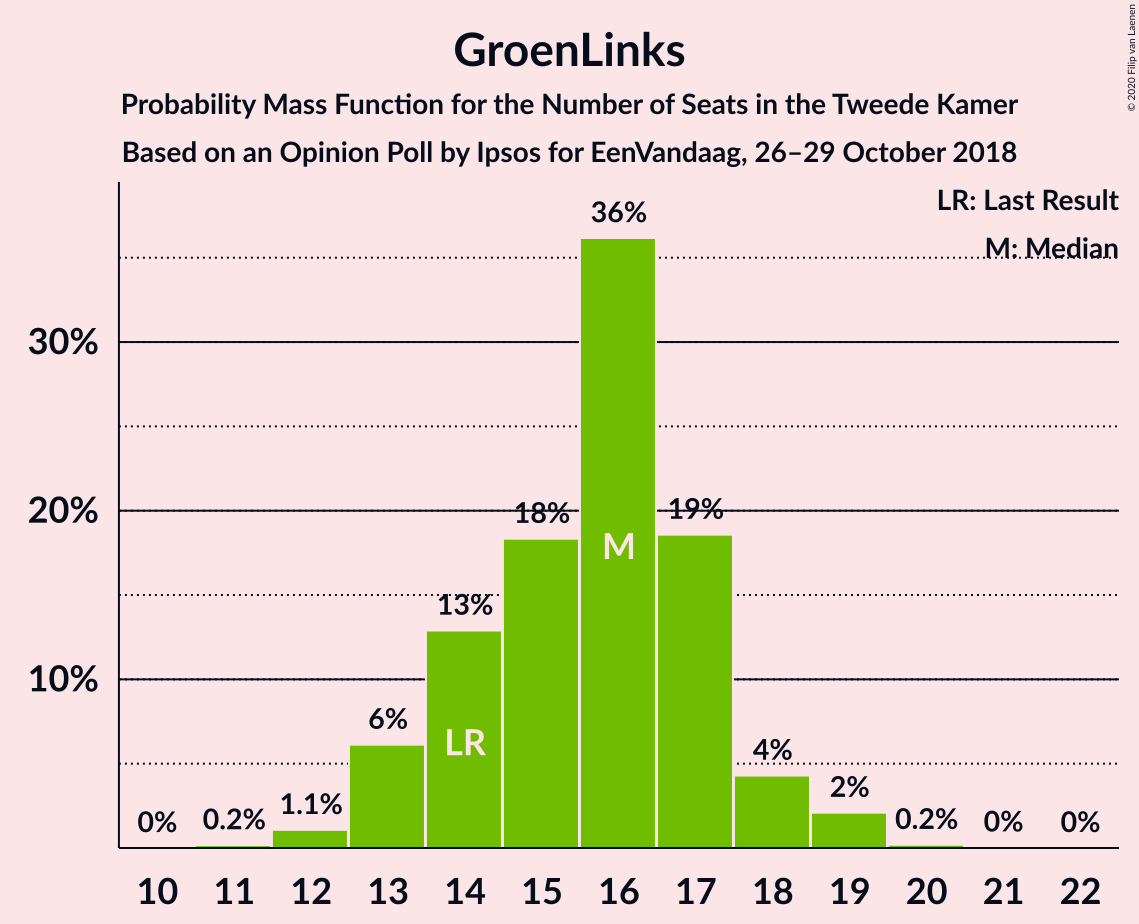 GroenLinks
Probability Mass Function for the Number of Seats in the Tweede Kamer
Based on an Opinion Poll by Ipsos for EenVandaag, 26–29 October 2018
© 2020 Filip van Laenen
LR: Last Result
M: Median
30%
20%
10%
0%
0.2%
1.1%
6%
13%
18%
36%
19%
4%
2%
0.2%
0%
0%
LR
M
10 11 12 13 14 15 16 17 18 19 20 21 22